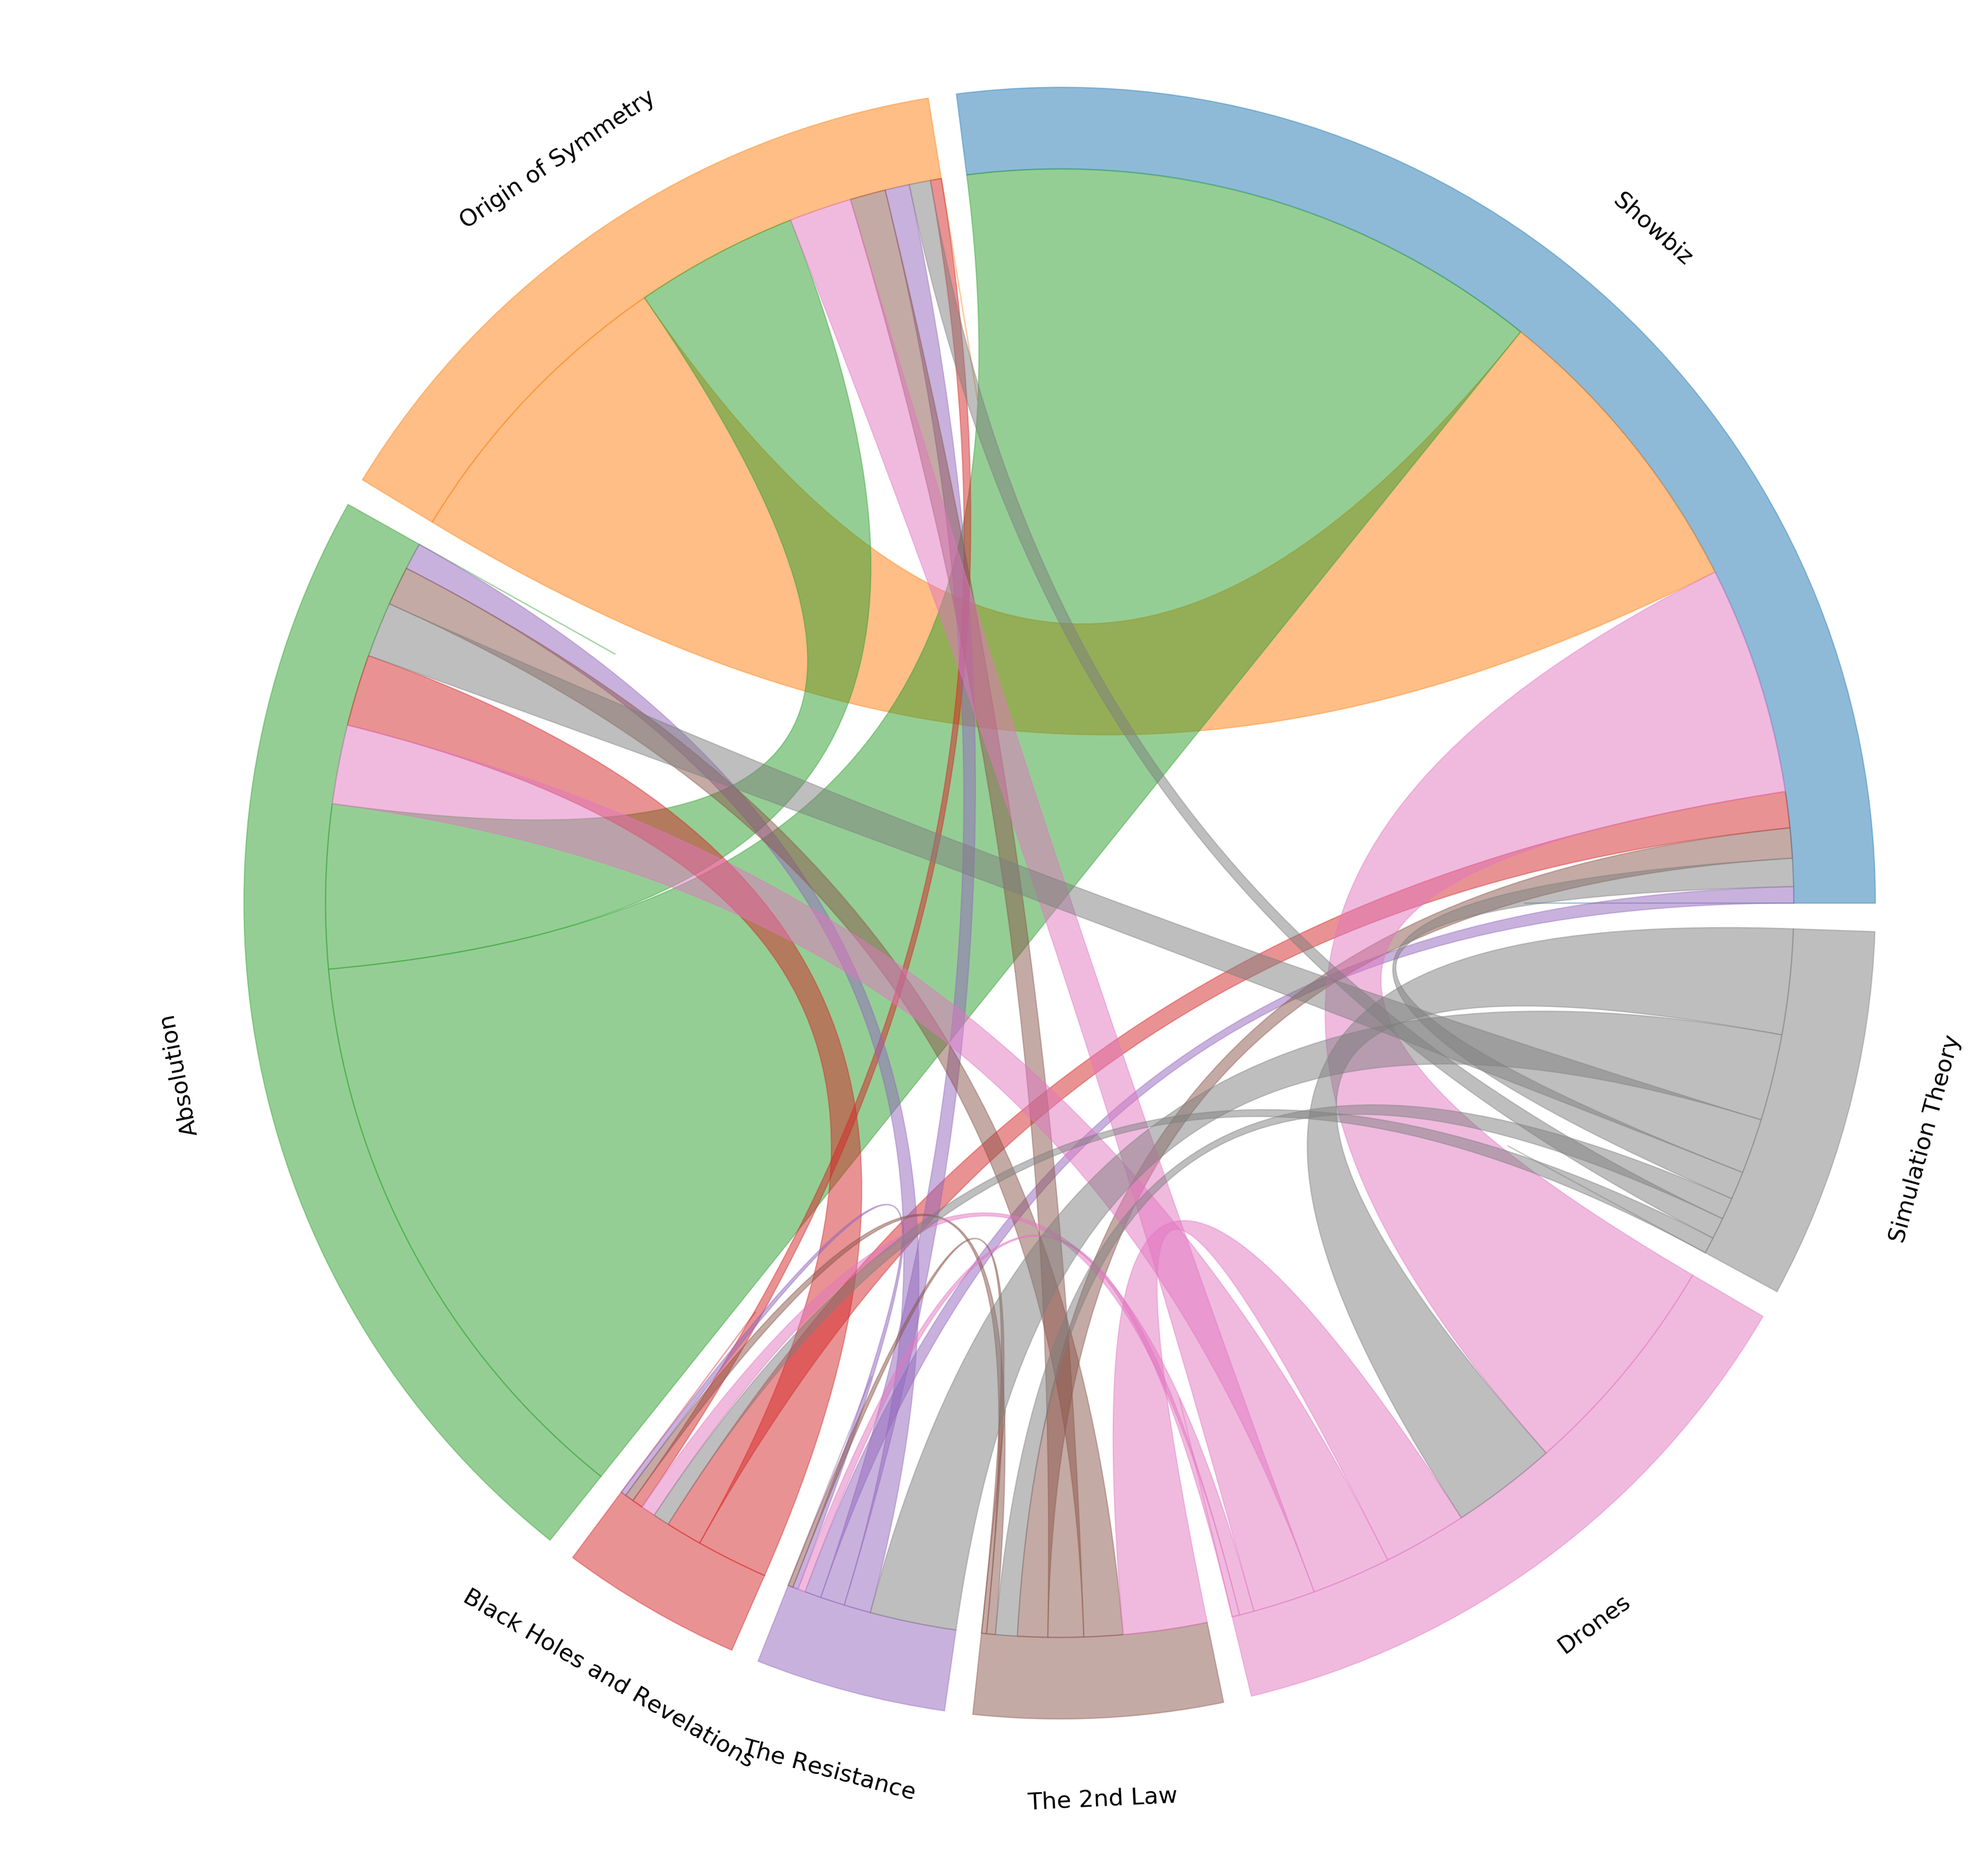 Origin of Symmetry
Showbiz
Absolution
Simulation Theory
Black Holes and Revelations
The Resistance
The 2nd Law
Drones